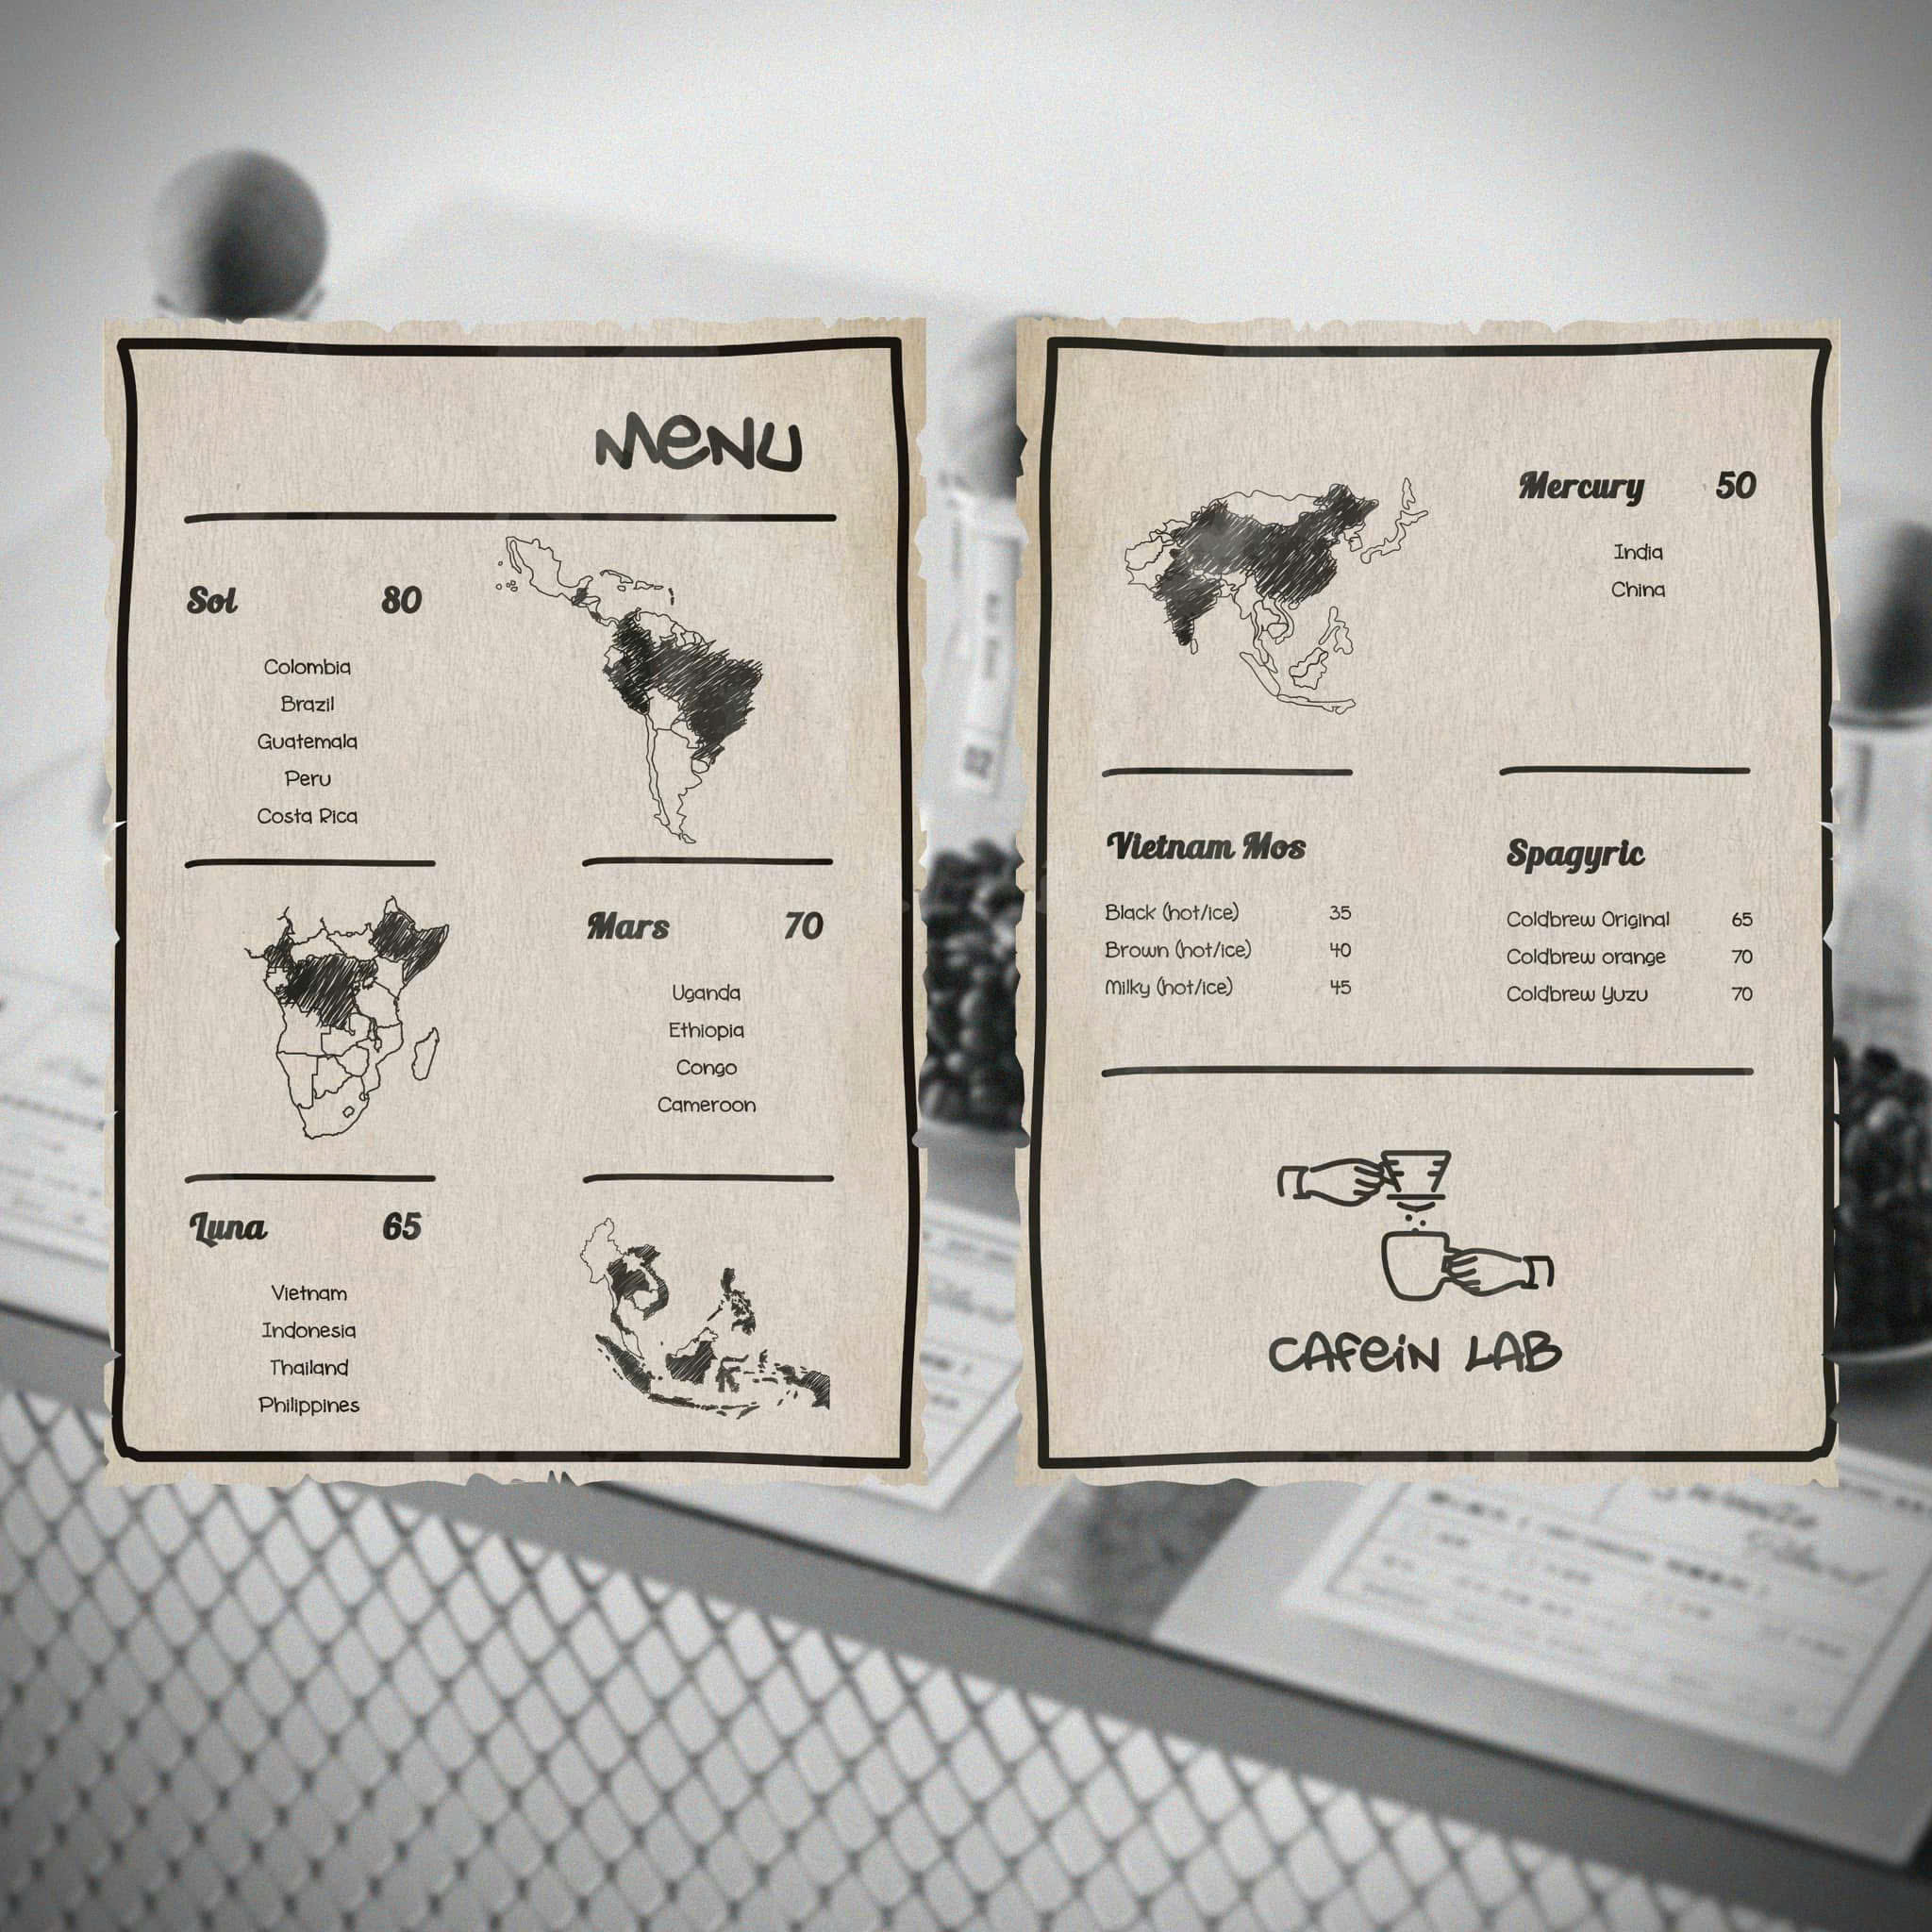 MENU
Sol 80
Colombia
Brazil
Guatemala
Peru
Costa Rica
Mars 70
Uganda
Ethiopia
Congo
Cameroon
Luna 65
Vietnam
Indonesia
Thailand
Philippines
Mercury 50
India
China
Vietnam Mos
Black (hot/ice) 35
Brown (hot/ice) 40
Milky (hot/ice) 45
Spagyric
Coldbrew Original 65
Coldbrew orange 70
Coldbrew Yuzu 70
CAFEIN LAB